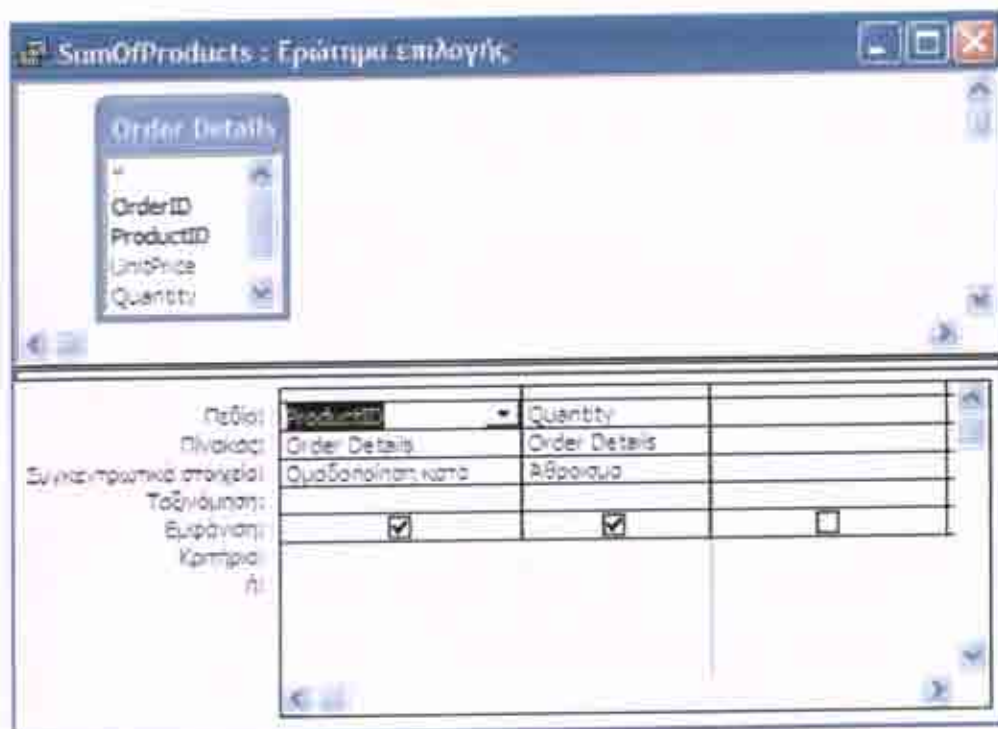 SumOfProducts : Ερώτημα επιλογής
Order Details
*
OrderID
ProductID
UnitPrice
Quantity
Πεδίο: ProductID Quantity
Πίνακας: Order Details Order Details
Συγκεντρωτικά στοιχεία: Ομαδοποίηση κατά Άθροισμα
Ταξινόμηση:
Εμφάνιση:
Κριτήρια:
ή: